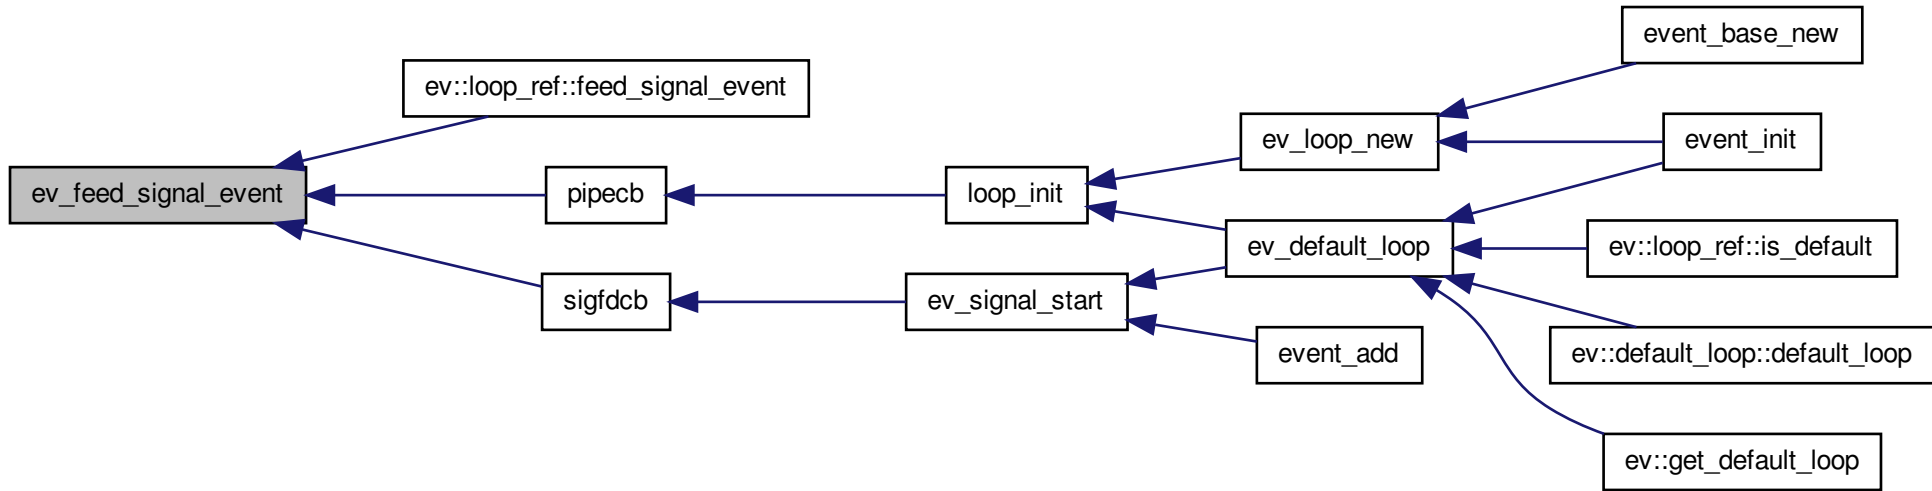 event_base_new
ev::loop_ref::feed_signal_event
ev_loop_new
event_init
ev_feed_signal_event
pipecb
loop_init
ev_default_loop
ev::loop_ref::is_default
sigfdcb
ev_signal_start
event_add
ev::default_loop::default_loop
ev::get_default_loop